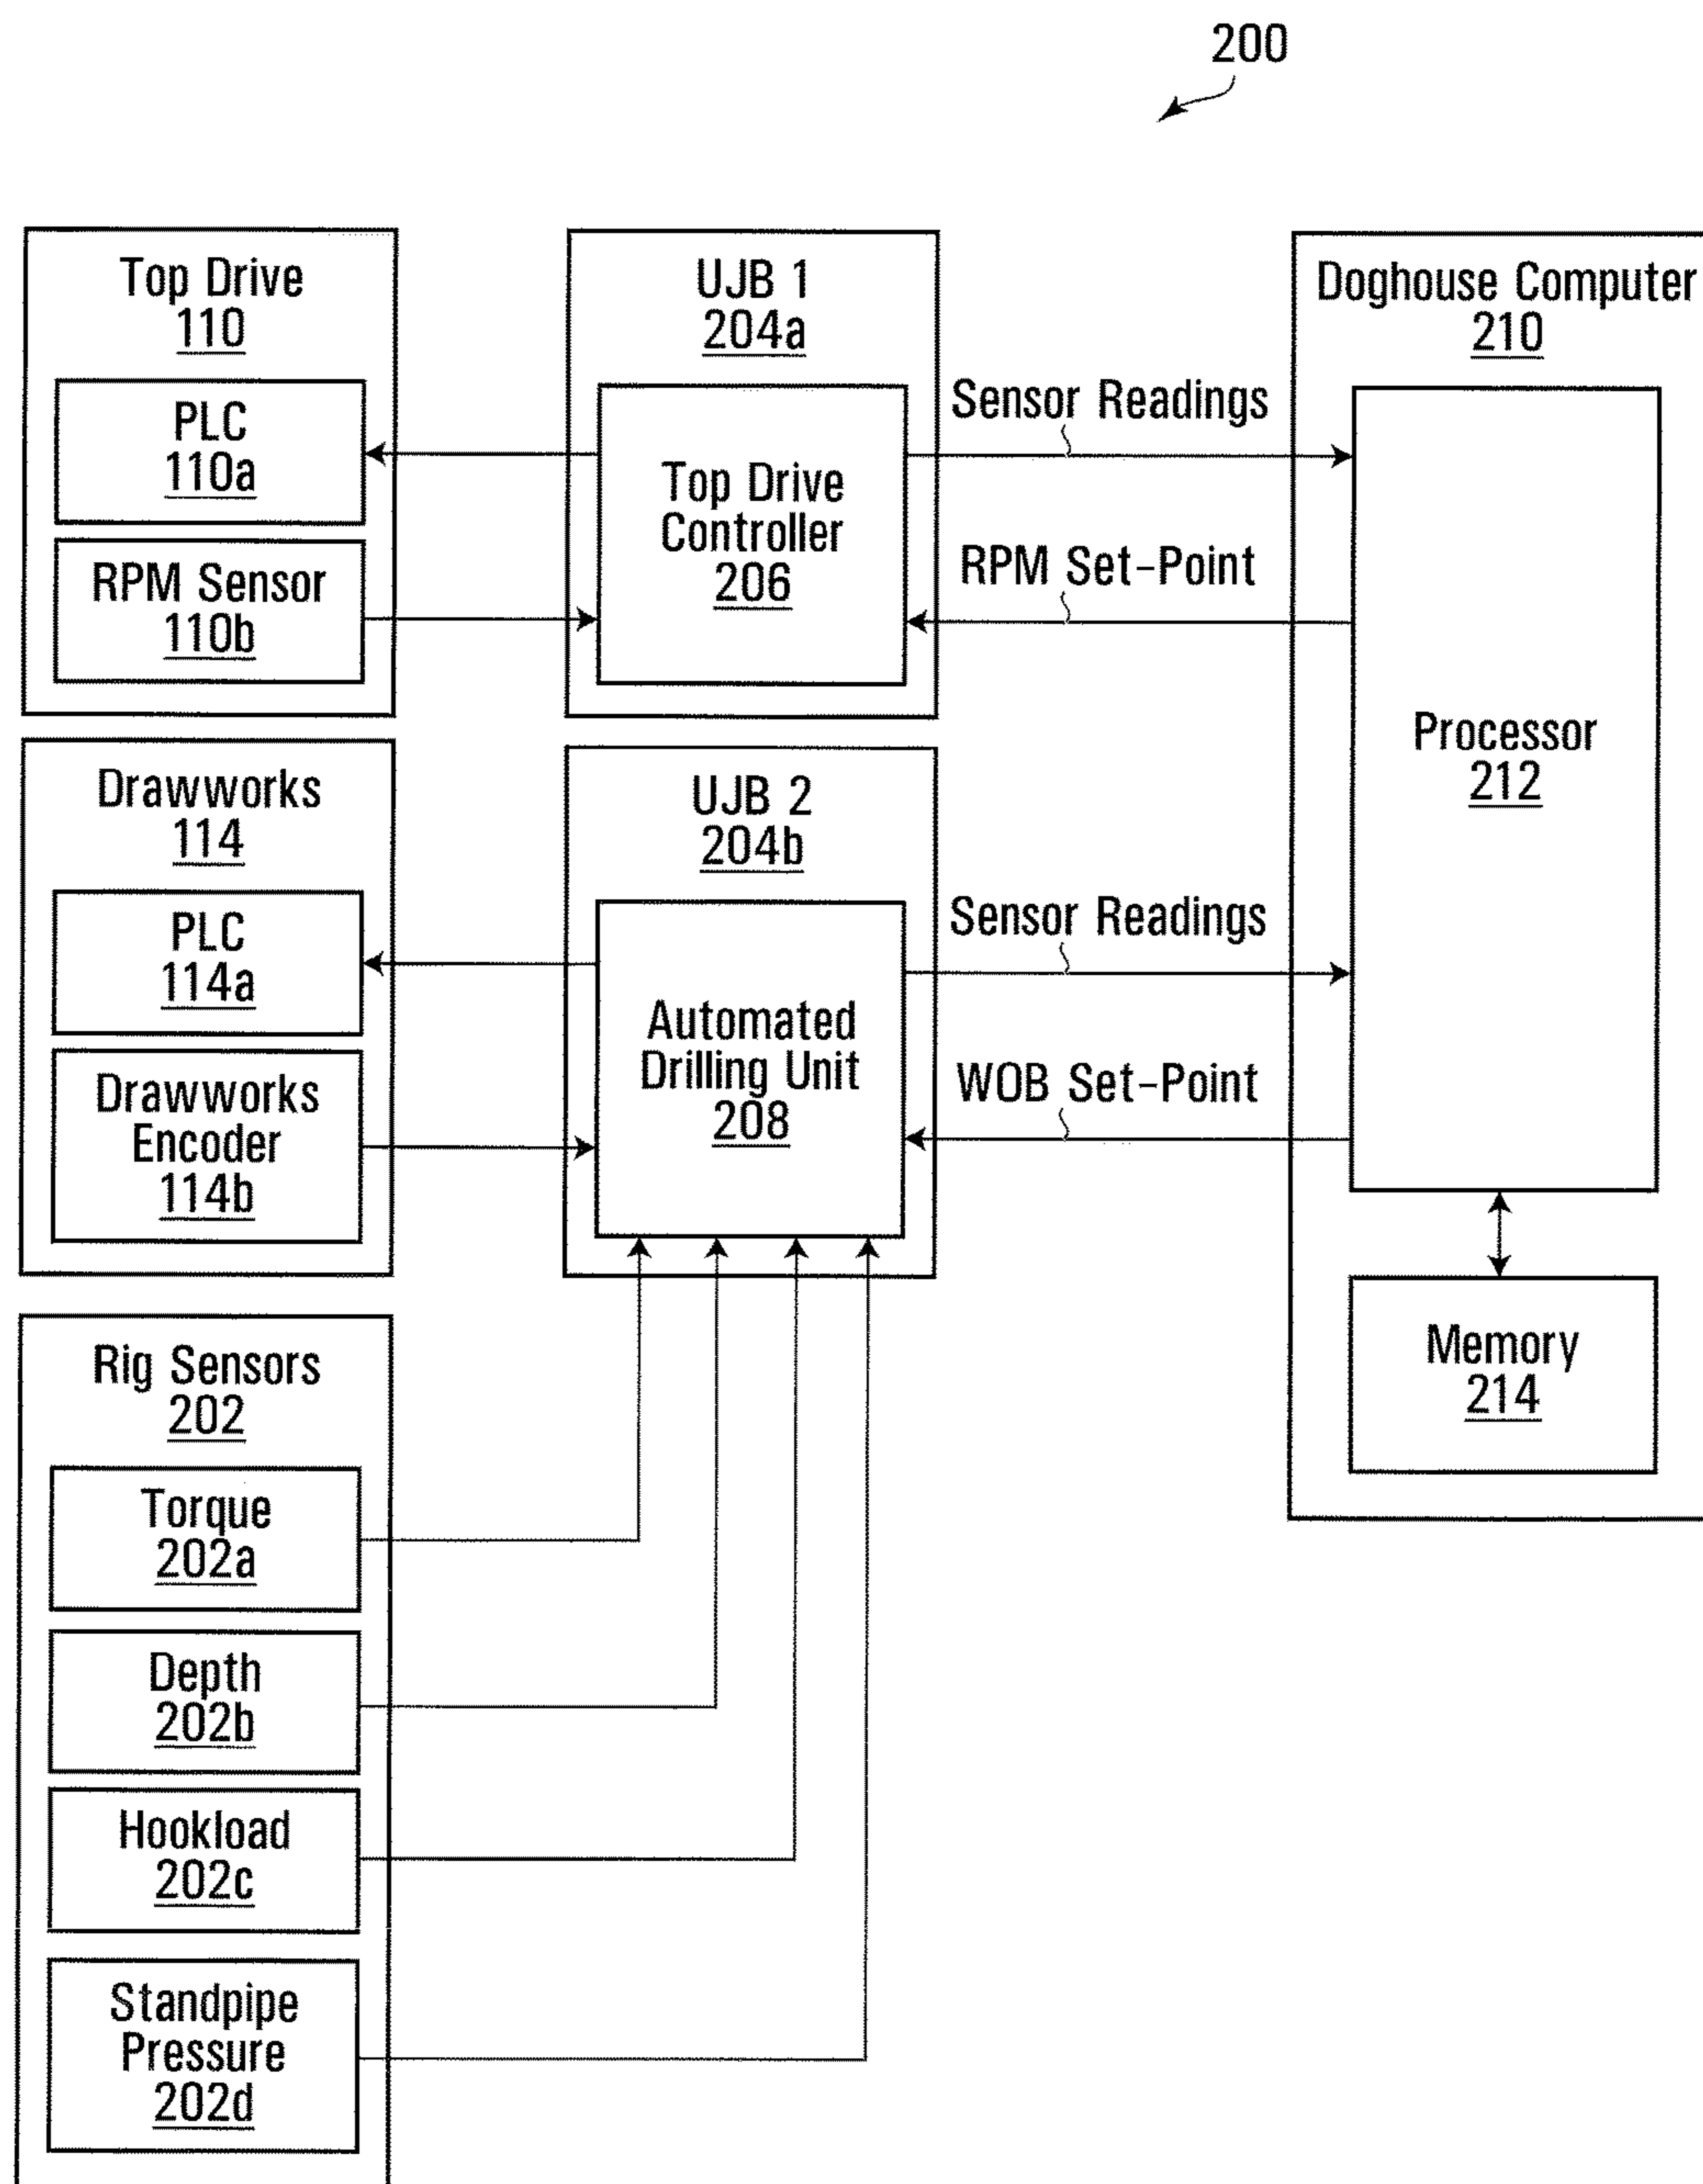 200
Top Drive
110
PLC
110a
RPM Sensor
110b
UJB 1
204a
Top Drive
Controller
206
Sensor Readings
RPM Set-Point
Doghouse Computer
210
Processor
212
Memory
214
Drawworks
114
PLC
114a
Drawworks
Encoder
114b
UJB 2
204b
Automated
Drilling Unit
208
Sensor Readings
WOB Set-Point
Rig Sensors
202
Torque
202a
Depth
202b
Hookload
202c
Standpipe
Pressure
202d